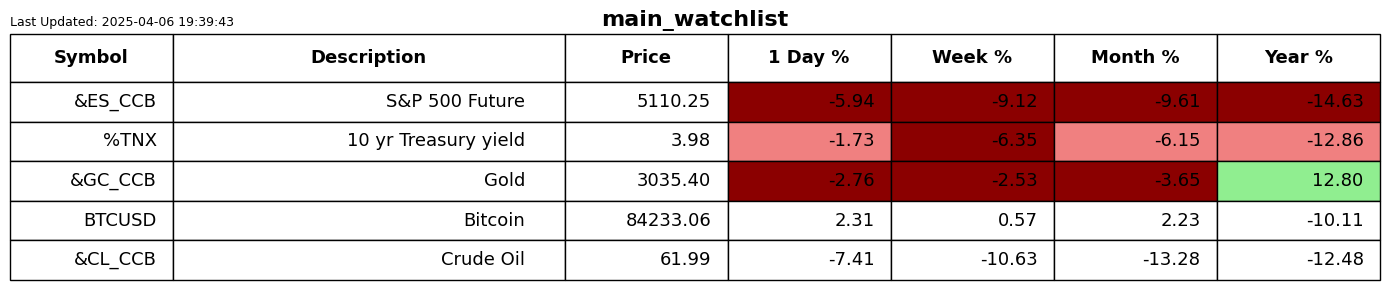 Last Updated: 2025-04-06 19:39:43
main_watchlist
Symbol Description Price 1 Day % Week % Month % Year %
&ES_CCB S&P 500 Future 5110.25 -5.94 -9.12 -9.61 -14.63
%TNX 10 yr Treasury yield 3.98 -1.73 -6.35 -6.15 -12.86
&GC_CCB Gold 3035.40 -2.76 -2.53 -3.65 12.80
BTCUSD Bitcoin 84233.06 2.31 0.57 2.23 -10.11
&CL_CCB Crude Oil 61.99 -7.41 -10.63 -13.28 -12.48